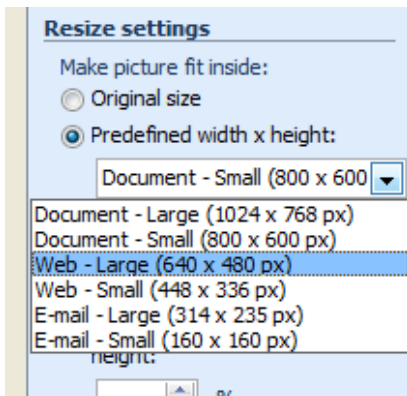 Resize settings
Make picture fit inside:
Original size
Predefined width x height:
Document - Small (800 x 600
Document - Large (1024 x 768 px)
Document - Small (800 x 600 px)
Web - Large (640 x 480 px)
Web - Small (448 x 336 px)
E-mail - Large (314 x 235 px)
E-mail - Small (160 x 160 px)
height:
%